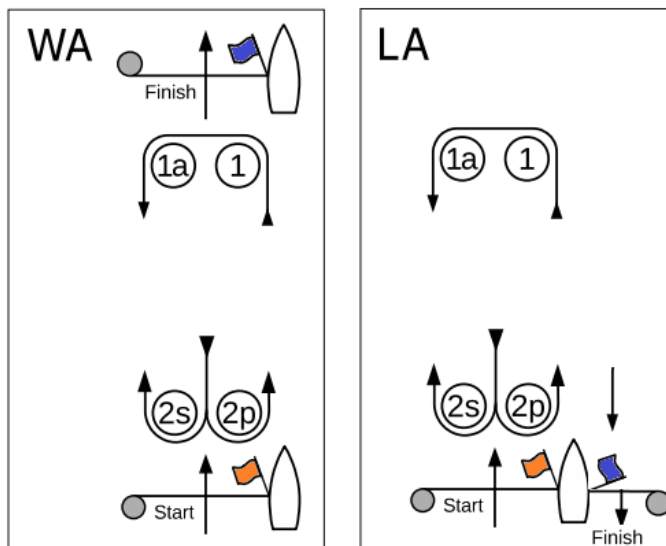 WA
Finish
1a 1
2s 2p
Start
LA
1a 1
2s 2p
Start
Finish